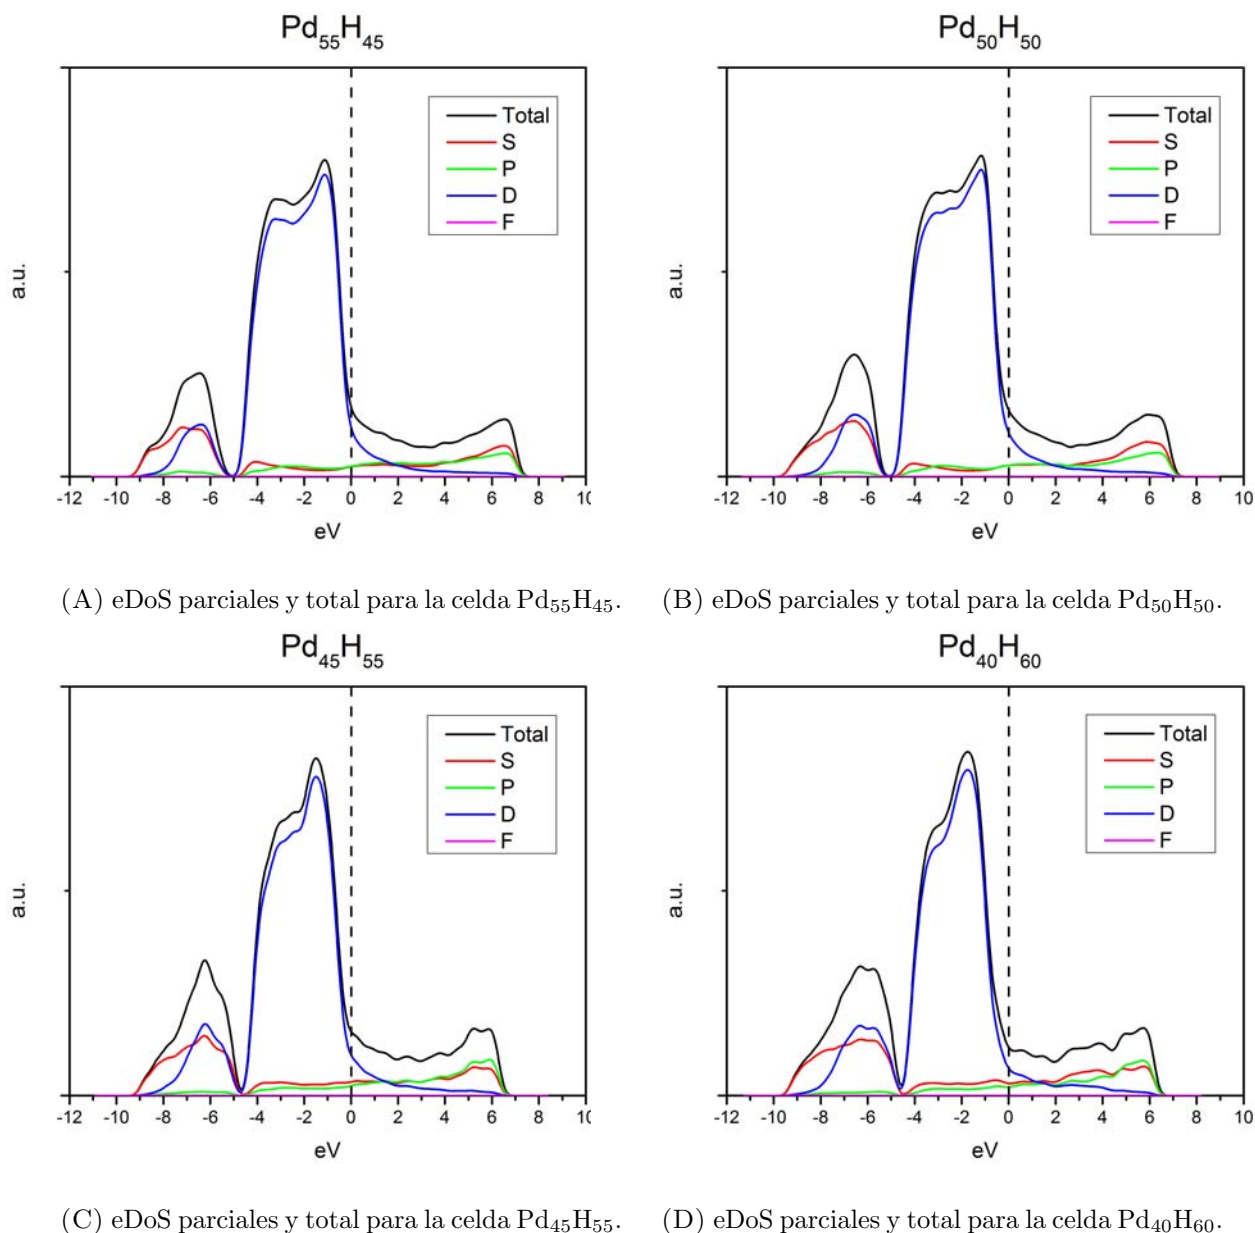 Pd55H45
Pd50H50
Total
S
P
D
F
a.u.
-12 -10 -8 -6 -4 -2 0 2 4 6 8 10
eV
Total
S
P
D
F
a.u.
-12 -10 -8 -6 -4 -2 0 2 4 6 8 10
eV
(A) eDoS parciales y total para la celda Pd55H45.
(B) eDoS parciales y total para la celda Pd50H50.
Pd45H55
Pd40H60
Total
S
P
D
F
a.u.
-12 -10 -8 -6 -4 -2 0 2 4 6 8 10
eV
Total
S
P
D
F
a.u.
-12 -10 -8 -6 -4 -2 0 2 4 6 8 10
eV
(C) eDoS parciales y total para la celda Pd45H55.
(D) eDoS parciales y total para la celda Pd40H60.